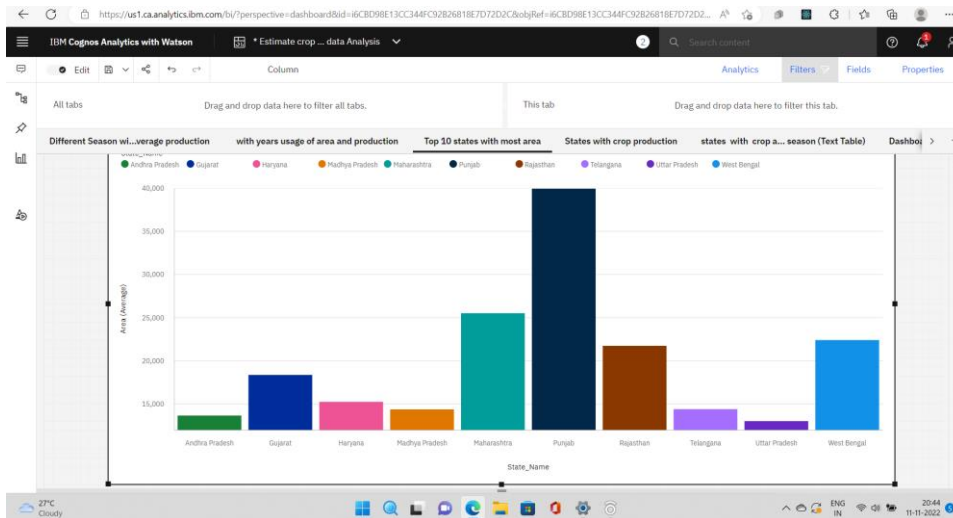 https://us1.ca.analytics.ibm.com/bi/?perspective=dashboard&id=i6CBD98E13CC344FC92B26818E7D72D2C&objRef=i6CBD98E13CC344FC92B26818E7D72D2...
IBM Cognos Analytics with Watson
* Estimate crop ... data Analysis
2
Search content
1
Edit
Column
Analytics
Filters
Fields
Properties
All tabs
Drag and drop data here to filter all tabs.
This tab
Drag and drop data here to filter this tab.
Different Season wi...verage production
with years usage of area and production
Top 10 states with most area
States with crop production
states with crop a... season (Text Table)
State_Name
Andhra Pradesh Gujarat Haryana Madhya Pradesh Maharashtra Punjab Rajasthan Telangana Uttar Pradesh West Bengal
40,000
35,000
30,000
25,000
20,000
15,000
Area (Average)
Andhra Pradesh Gujarat Haryana Madhya Pradesh Maharashtra Punjab Rajasthan Telangana Uttar Pradesh West Bengal
State_Name
27°C
Cloudy
ENG
IN
20:44
11-11-2022